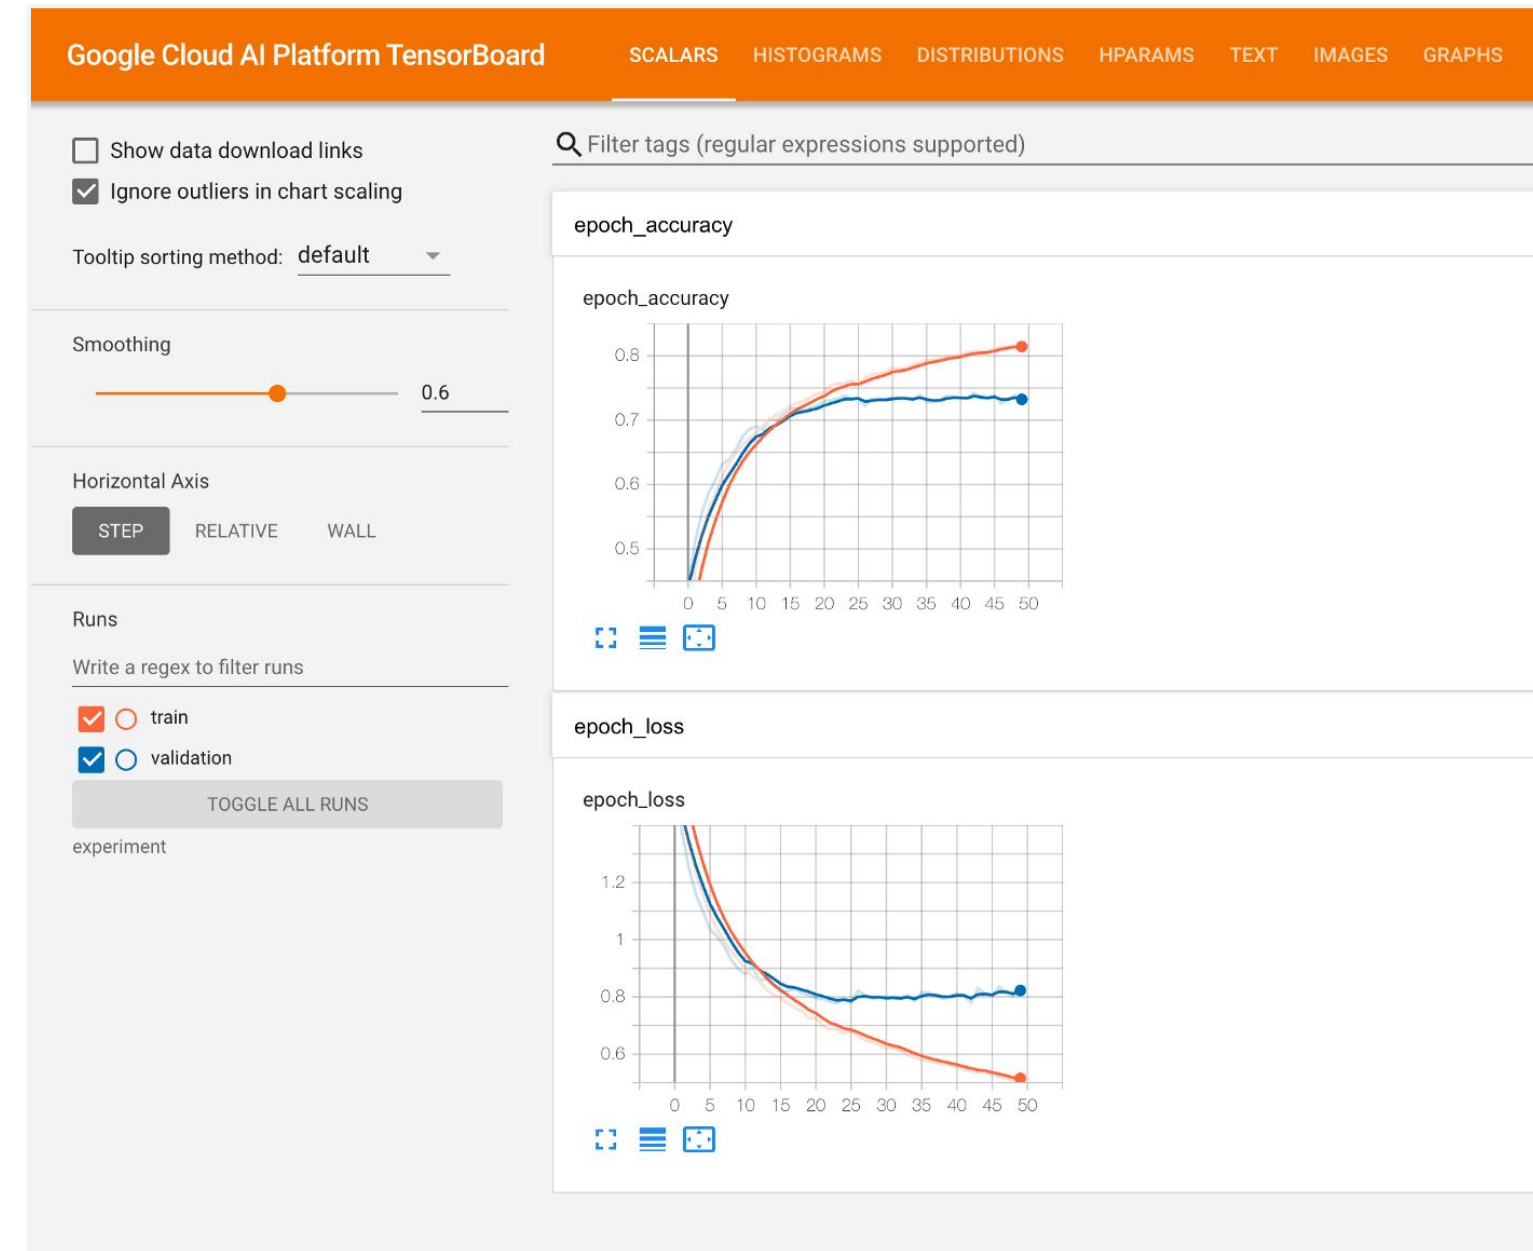 Google Cloud AI Platform TensorBoard
SCALARS HISTOGRAMS DISTRIBUTIONS HPARAMS TEXT IMAGES GRAPHS
Show data download links
Ignore outliers in chart scaling
Tooltip sorting method: default
Smoothing
0.6
Horizontal Axis
STEP RELATIVE WALL
Runs
Write a regex to filter runs
train
validation
TOGGLE ALL RUNS
experiment
Filter tags (regular expressions supported)
epoch_accuracy
epoch_accuracy
0.8
0.7
0.6
0.5
0 5 10 15 20 25 30 35 40 45 50
epoch_loss
epoch_loss
1.2
1
0.8
0.6
0 5 10 15 20 25 30 35 40 45 50